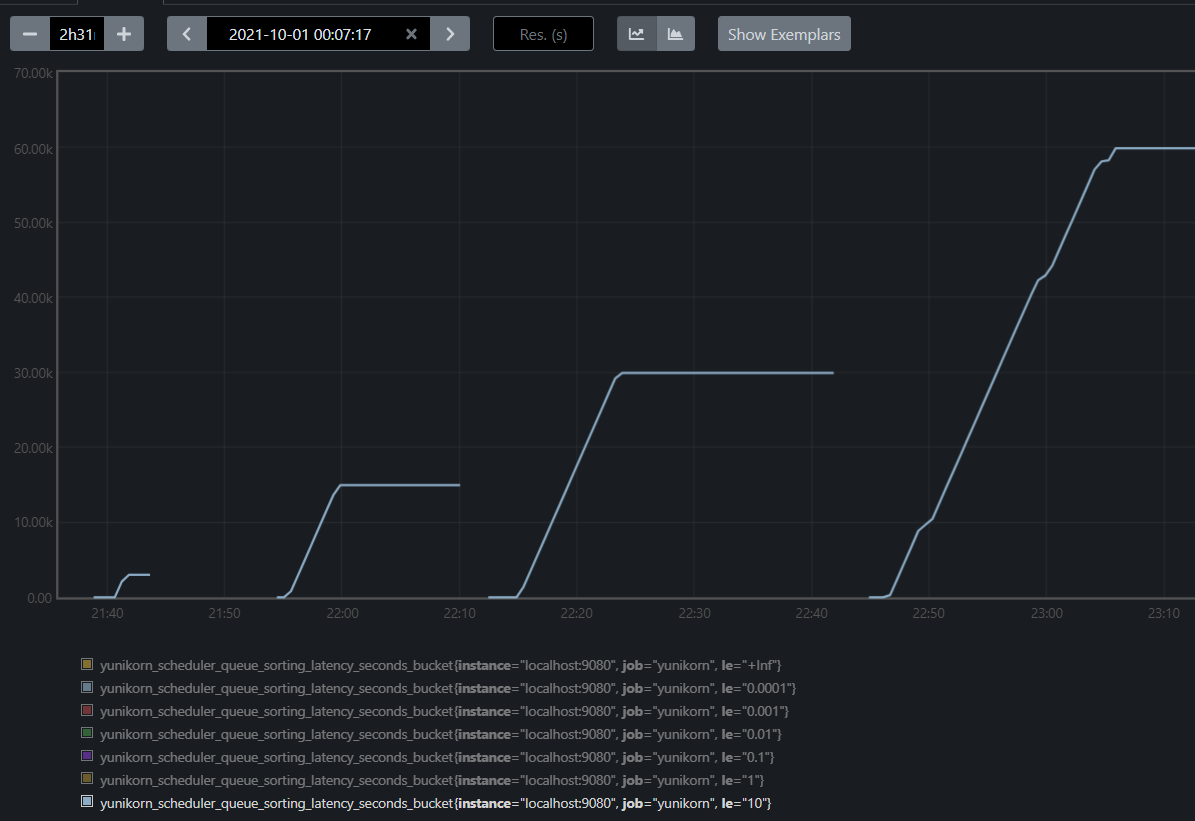 2h31
2021-10-01 00:07:17
Res. (s)
Show Exemplars
70.00k
60.00k
50.00k
40.00k
30.00k
20.00k
10.00k
0.00
21:40 21:50 22:00 22:10 22:20 22:30 22:40 22:50 23:00 23:10
yunikorn_scheduler_queue_sorting_latency_seconds_bucket{instance="localhost:9080", job="yunikorn", le="+Inf"}
yunikorn_scheduler_queue_sorting_latency_seconds_bucket{instance="localhost:9080", job="yunikorn", le="0.0001"}
yunikorn_scheduler_queue_sorting_latency_seconds_bucket{instance="localhost:9080", job="yunikorn", le="0.001"}
yunikorn_scheduler_queue_sorting_latency_seconds_bucket{instance="localhost:9080", job="yunikorn", le="0.01"}
yunikorn_scheduler_queue_sorting_latency_seconds_bucket{instance="localhost:9080", job="yunikorn", le="0.1"}
yunikorn_scheduler_queue_sorting_latency_seconds_bucket{instance="localhost:9080", job="yunikorn", le="1"}
yunikorn_scheduler_queue_sorting_latency_seconds_bucket{instance="localhost:9080", job="yunikorn", le="10"}